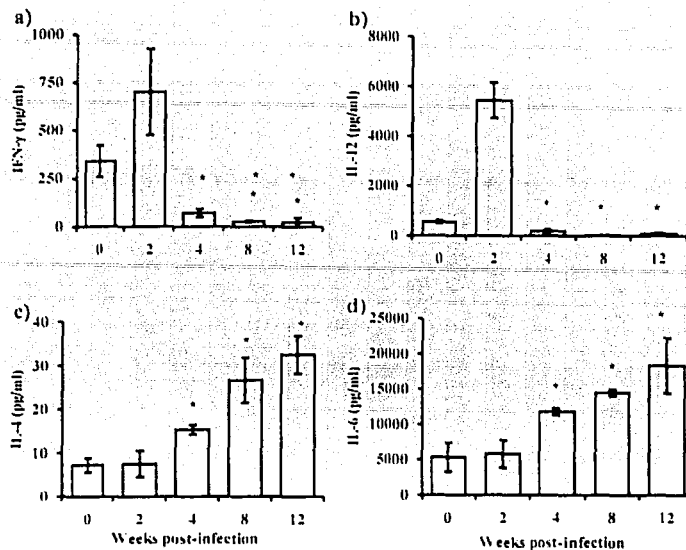 a)
IFN-γ (pg/ml)
1000
750
500
250
0
* * *
* *
0 2 4 8 12
b)
IL-12 (pg/ml)
8000
6000
4000
2000
0
* * *
0 2 4 8 12
c)
IL-4 (pg/ml)
40
30
20
10
0
* * *
0 2 4 8 12
Weeks post-infection
d)
IL-6 (pg/ml)
25000
20000
15000
10000
5000
0
* * *
0 2 4 8 12
Weeks post-infection